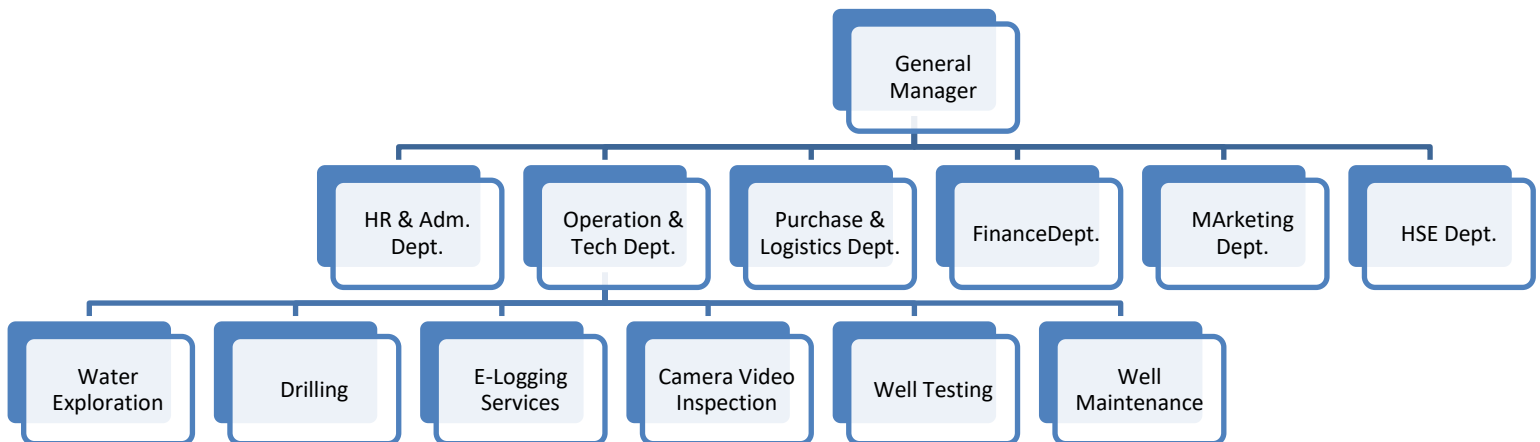 General
Manager
HR & Adm.
Dept.
Operation &
Tech Dept.
Purchase &
Logistics Dept.
FinanceDept.
MArketing
Dept.
HSE Dept.
Water
Exploration
Drilling
E-Logging
Services
Camera Video
Inspection
Well Testing
Well
Maintenance